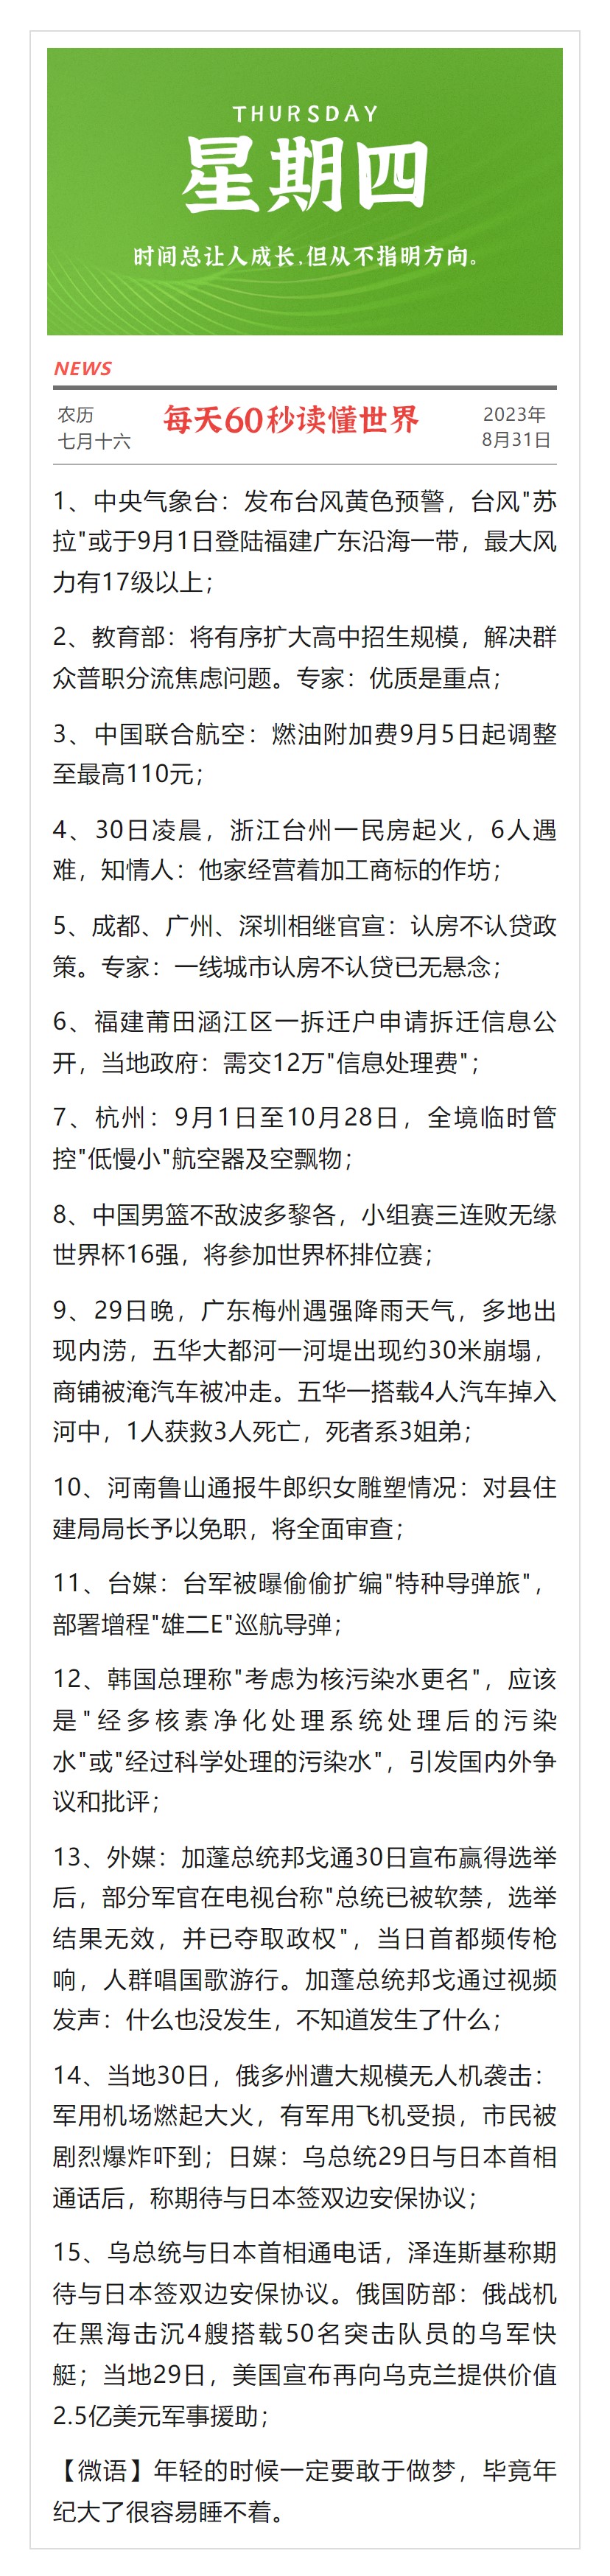 THURSDAY
星期四
时间总让人成长,但从不指明方向。
NEWS
农历
七月十六
每天60秒读懂世界
2023年
8月31日
1、中央气象台：发布台风黄色预警，台风"苏
拉"或于9月1日登陆福建广东沿海一带，最大风
力有17级以上；
2、教育部：将有序扩大高中招生规模，解决群
众普职分流焦虑问题。专家：优质是重点；
3、中国联合航空：燃油附加费9月5日起调整
至最高110元；
4、30日凌晨，浙江台州一民房起火，6人遇
难，知情人：他家经营着加工商标的作坊；
5、成都、广州、深圳相继官宣：认房不认贷政
策。专家：一线城市认房不认贷已无悬念；
6、福建莆田涵江区一拆迁户申请拆迁信息公
开，当地政府：需交12万"信息处理费"；
7、杭州：9月1日至10月28日，全境临时管
控"低慢小"航空器及空飘物；
8、中国男篮不敌波多黎各，小组赛三连败无缘
世界杯16强，将参加世界杯排位赛；
9、29日晚，广东梅州遇强降雨天气，多地出
现内涝，五华大都河一河堤出现约30米崩塌，
商铺被淹汽车被冲走。五华一搭载4人汽车掉入
河中，1人获救3人死亡，死者系3姐弟；
10、河南鲁山通报牛郎织女雕塑情况：对县住
建局局长予以免职，将全面审查；
11、台媒：台军被曝偷偷扩编"特种导弹旅"，
部署增程"雄二E"巡航导弹；
12、韩国总理称"考虑为核污染水更名"，应该
是"经多核素净化处理系统处理后的污染
水"或"经过科学处理的污染水"，引发国内外争
议和批评；
13、外媒：加蓬总统邦戈通30日宣布赢得选举
后，部分军官在电视台称"总统已被软禁，选举
结果无效，并已夺取政权"，当日首都频传枪
响，人群唱国歌游行。加蓬总统邦戈通过视频
发声：什么也没发生，不知道发生了什么；
14、当地30日，俄多州遭大规模无人机袭击：
军用机场燃起大火，有军用飞机受损，市民被
剧烈爆炸吓到；日媒：乌总统29日与日本首相
通话后，称期待与日本签双边安保协议；
15、乌总统与日本首相通电话，泽连斯基称期
待与日本签双边安保协议。俄国防部：俄战机
在黑海击沉4艘搭载50名突击队员的乌军快
艇；当地29日，美国宣布再向乌克兰提供价值
2.5亿美元军事援助；
【微语】年轻的时候一定要敢于做梦，毕竟年
纪大了很容易睡不着。